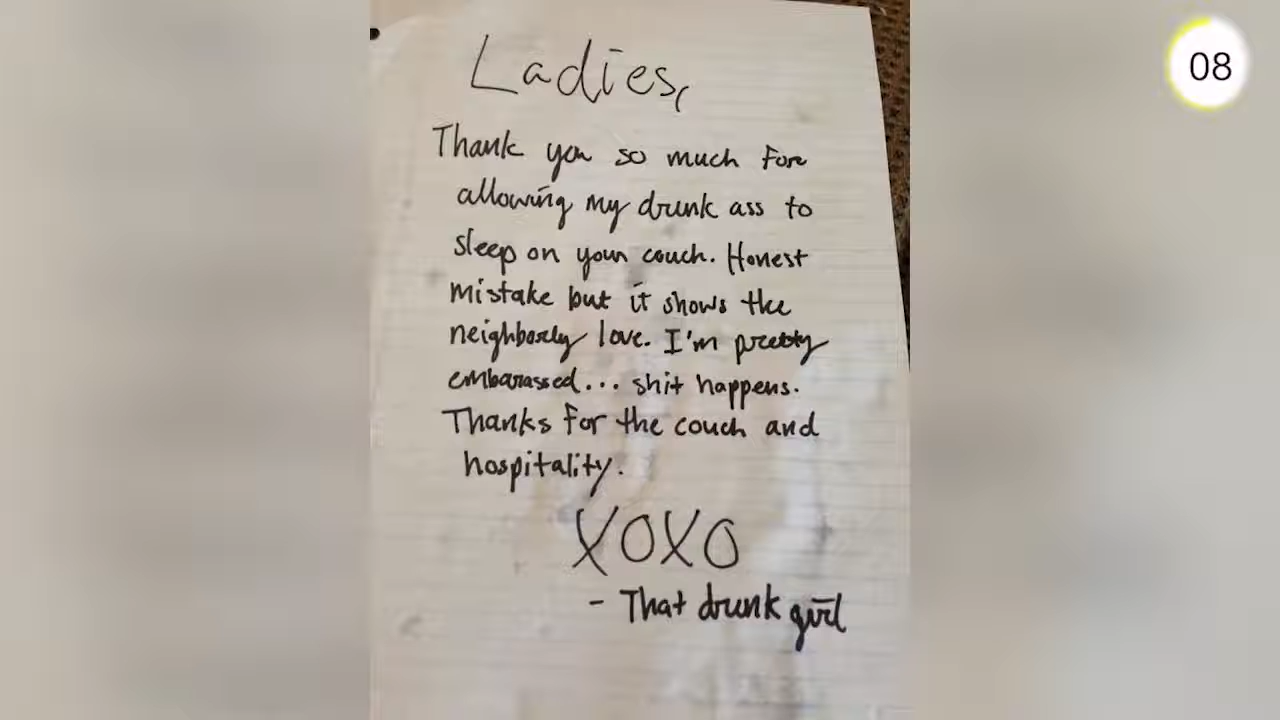 08
Ladies,
Thank you so much for
allowing my drunk ass to
sleep on your couch. Honest
mistake but it shows the
neighborly love. I'm pretty
embarassed... shit happens.
Thanks for the couch and
hospitality.
XOXO
- That drunk girl